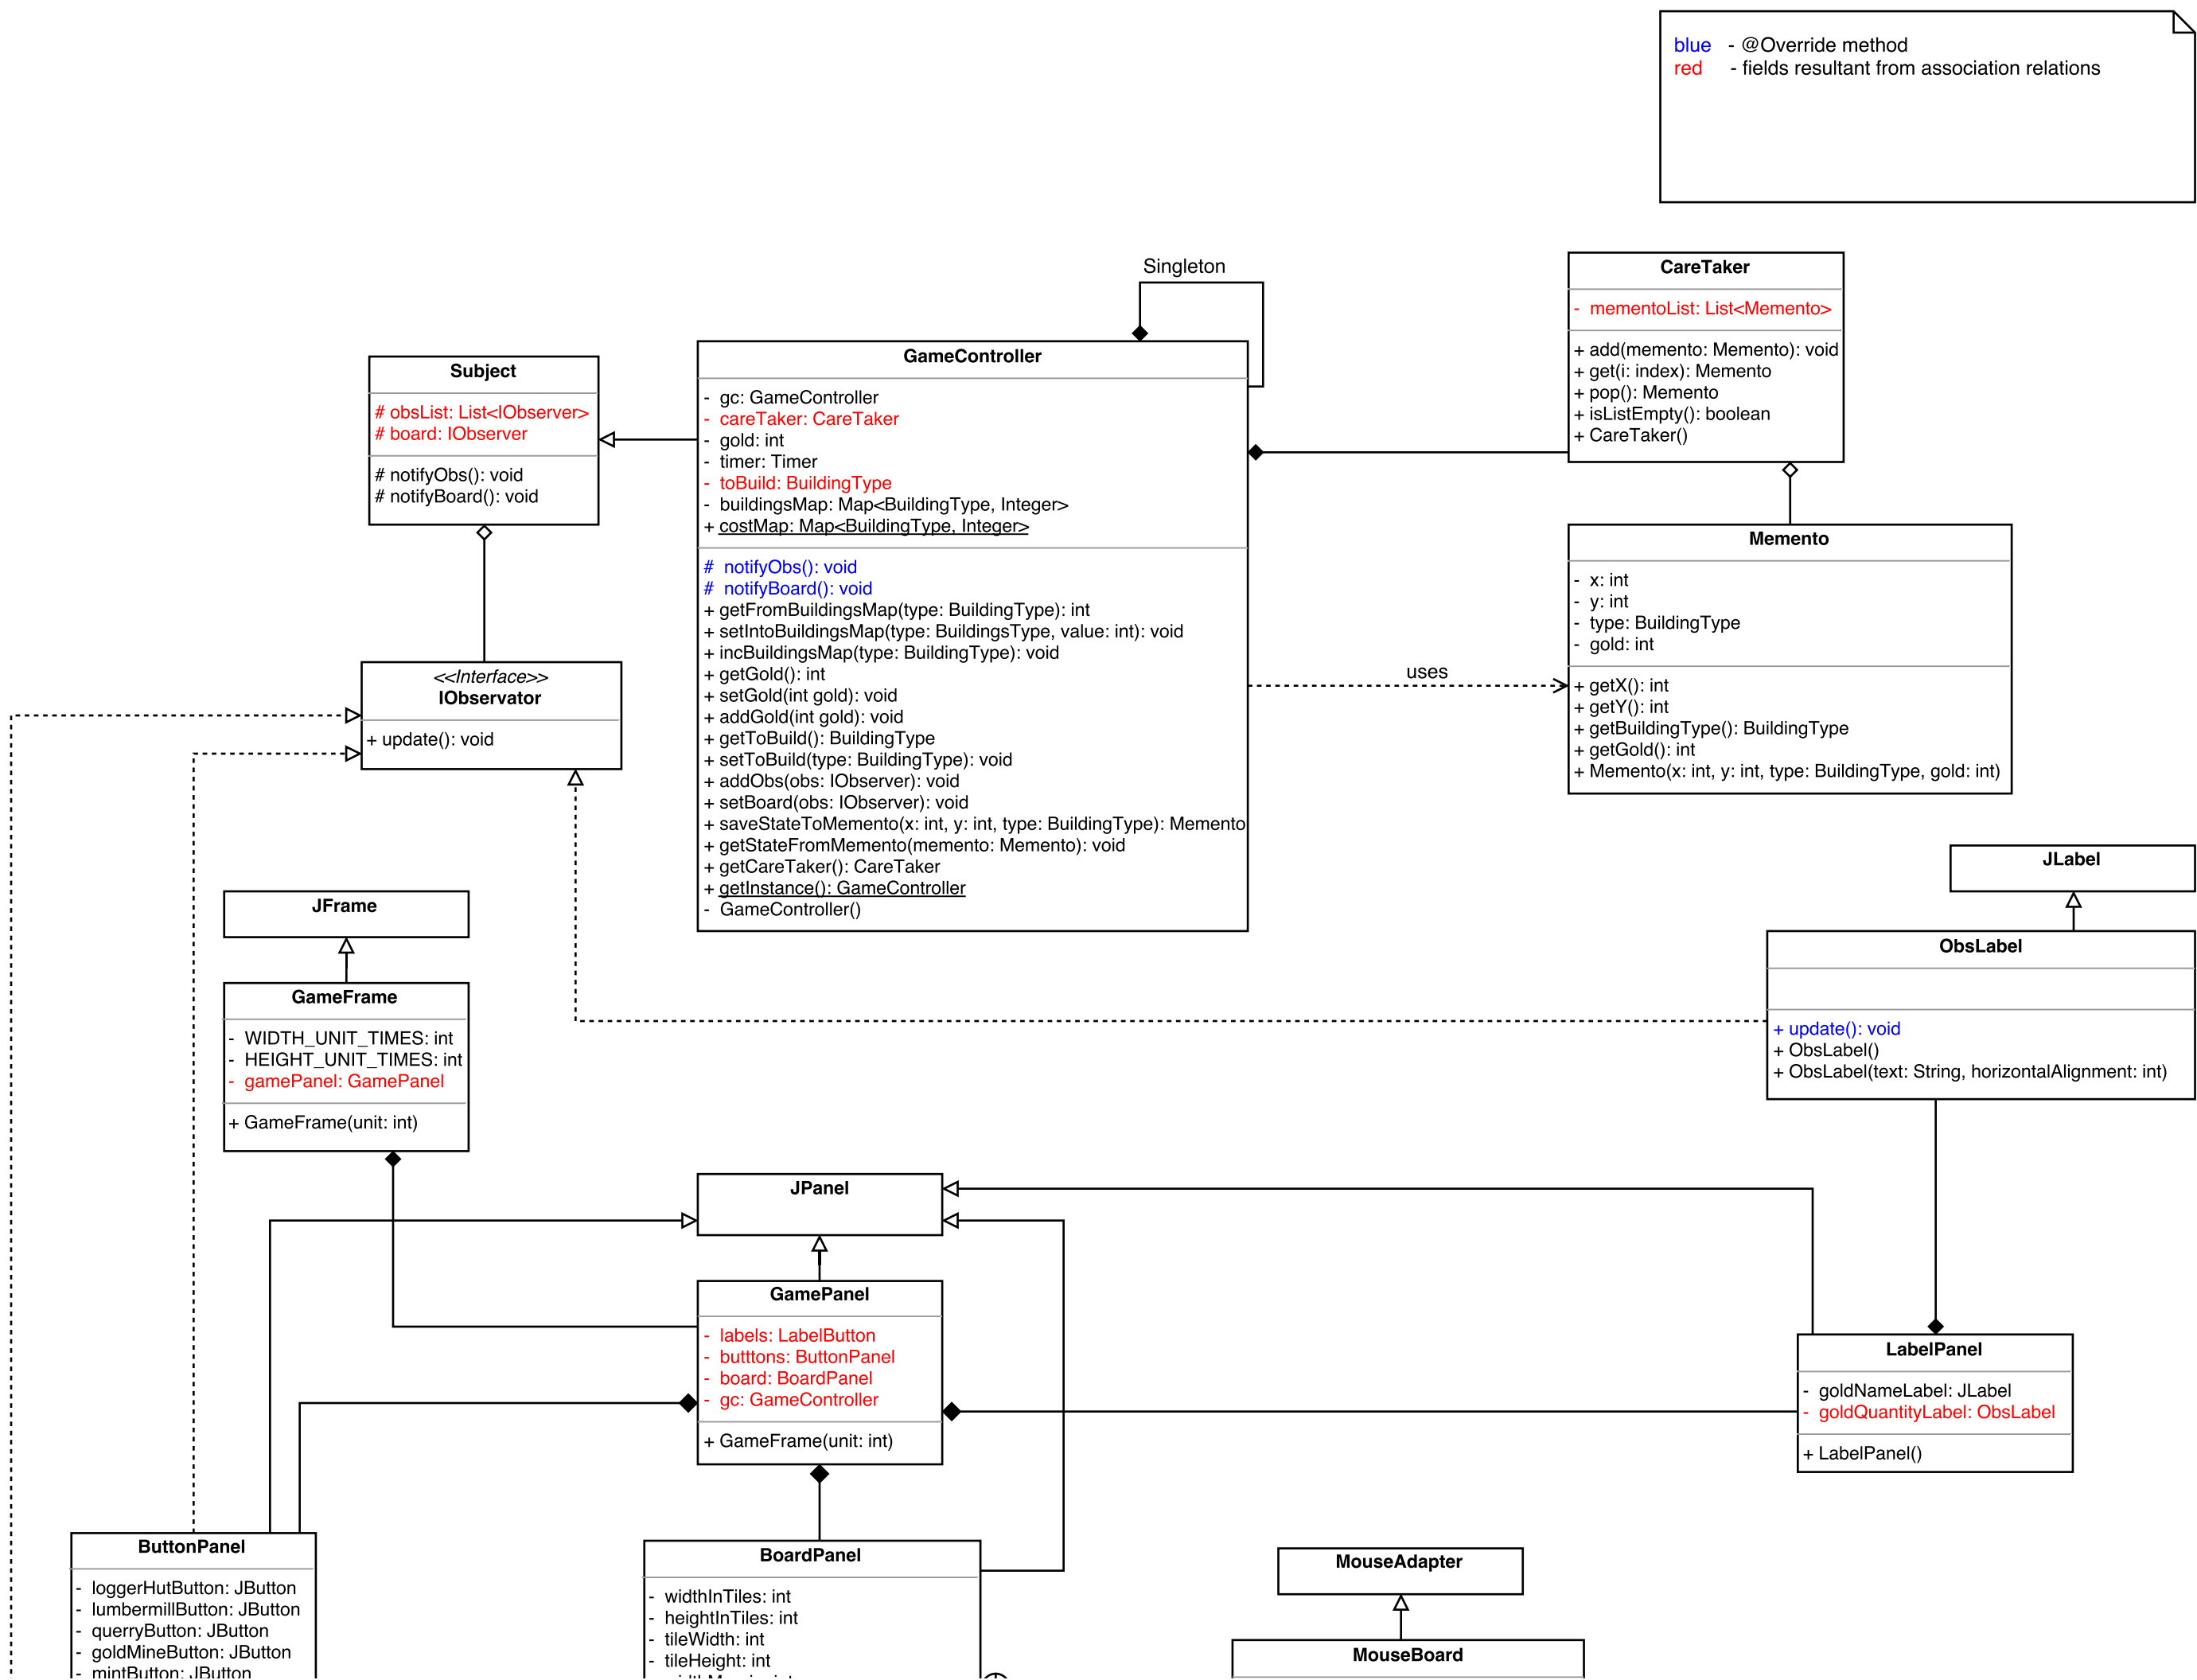 blue - @Override method
red - fields resultant from association relations
Singleton
CareTaker
- mementoList: List<Memento>
+ add(memento: Memento): void
+ get(i: index): Memento
+ pop(): Memento
+ isListEmpty(): boolean
+ CareTaker()
Subject
# obsList: List<IObserver>
# board: IObserver
# notifyObs(): void
# notifyBoard(): void
GameController
- gc: GameController
- careTaker: CareTaker
- gold: int
- timer: Timer
- toBuild: BuildingType
- buildingsMap: Map<BuildingType, Integer>
+ costMap: Map<BuildingType, Integer>
# notifyObs(): void
# notifyBoard(): void
+ getFromBuildingsMap(type: BuildingType): int
+ setIntoBuildingsMap(type: BuildingsType, value: int): void
+ incBuildingsMap(type: BuildingType): void
+ getGold(): int
+ setGold(int gold): void
+ addGold(int gold): void
+ getToBuild(): BuildingType
+ setToBuild(type: BuildingType): void
+ addObs(obs: IObserver): void
+ setBoard(obs: IObserver): void
+ saveStateToMemento(x: int, y: int, type: BuildingType): Memento
+ getStateFromMemento(memento: Memento): void
+ getCareTaker(): CareTaker
+ getInstance(): GameController
- GameController()
Memento
- x: int
- y: int
- type: BuildingType
- gold: int
+ getX(): int
+ getY(): int
+ getBuildingType(): BuildingType
+ getGold(): int
+ Memento(x: int, y: int, type: BuildingType, gold: int)
uses
<<Interface>>
IObservator
+ update(): void
JLabel
JFrame
ObsLabel
+ update(): void
+ ObsLabel()
+ ObsLabel(text: String, horizontalAlignment: int)
GameFrame
- WIDTH_UNIT_TIMES: int
- HEIGHT_UNIT_TIMES: int
- gamePanel: GamePanel
+ GameFrame(unit: int)
JPanel
GamePanel
- labels: LabelButton
- butttons: ButtonPanel
- board: BoardPanel
- gc: GameController
+ GameFrame(unit: int)
LabelPanel
- goldNameLabel: JLabel
- goldQuantityLabel: ObsLabel
+ LabelPanel()
ButtonPanel
- loggerHutButton: JButton
- lumbermillButton: JButton
- querryButton: JButton
- goldMineButton: JButton
- mintButton: JButton
BoardPanel
- widthInTiles: int
- heightInTiles: int
- tileWidth: int
- tileHeight: int
MouseAdapter
MouseBoard